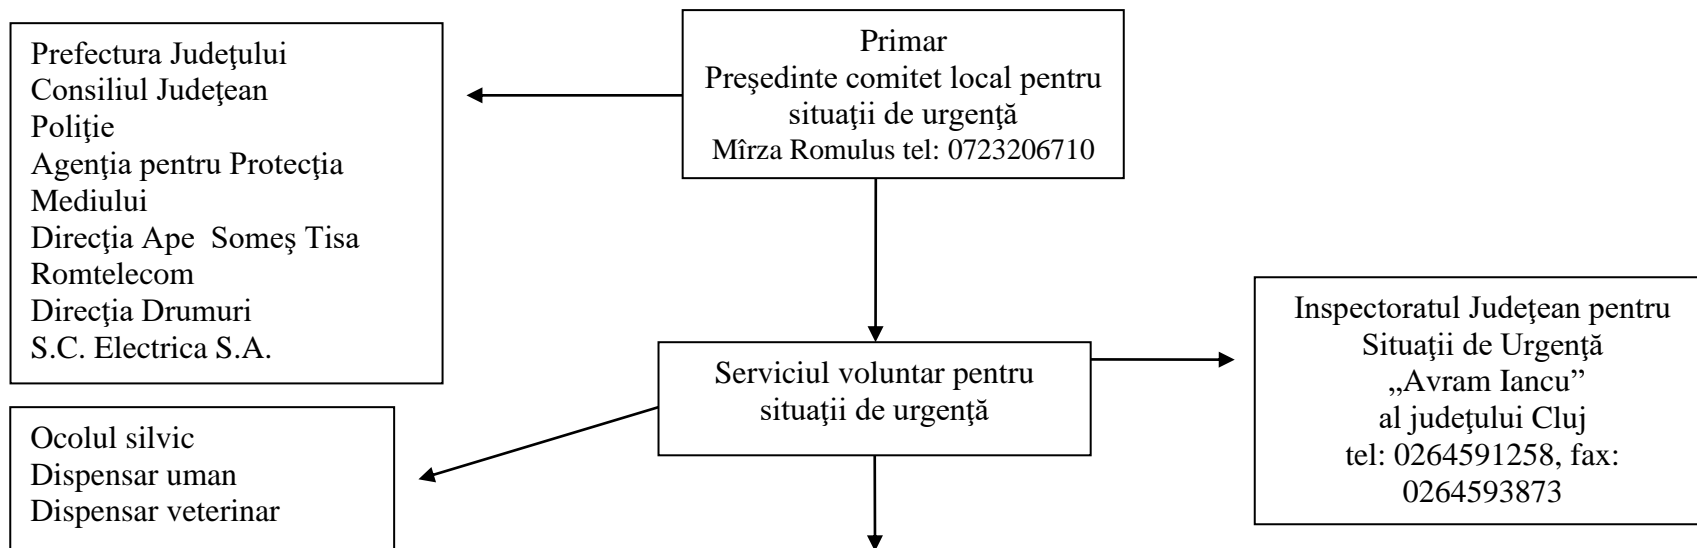 Prefectura Judeţului
Consiliul Judeţean
Poliţie
Agenţia pentru Protecţia
Mediului
Direcţia Ape  Someş Tisa
Romtelecom
Direcţia Drumuri
S.C. Electrica S.A.
Primar
Preşedinte comitet local pentru
situaţii de urgenţă
Mîrza Romulus tel: 0723206710
Serviciul voluntar pentru
situaţii de urgenţă
Inspectoratul Judeţean pentru
Situaţii de Urgenţă
„Avram Iancu”
al judeţului Cluj
tel: 0264591258, fax:
0264593873
Ocolul silvic
Dispensar uman
Dispensar veterinar